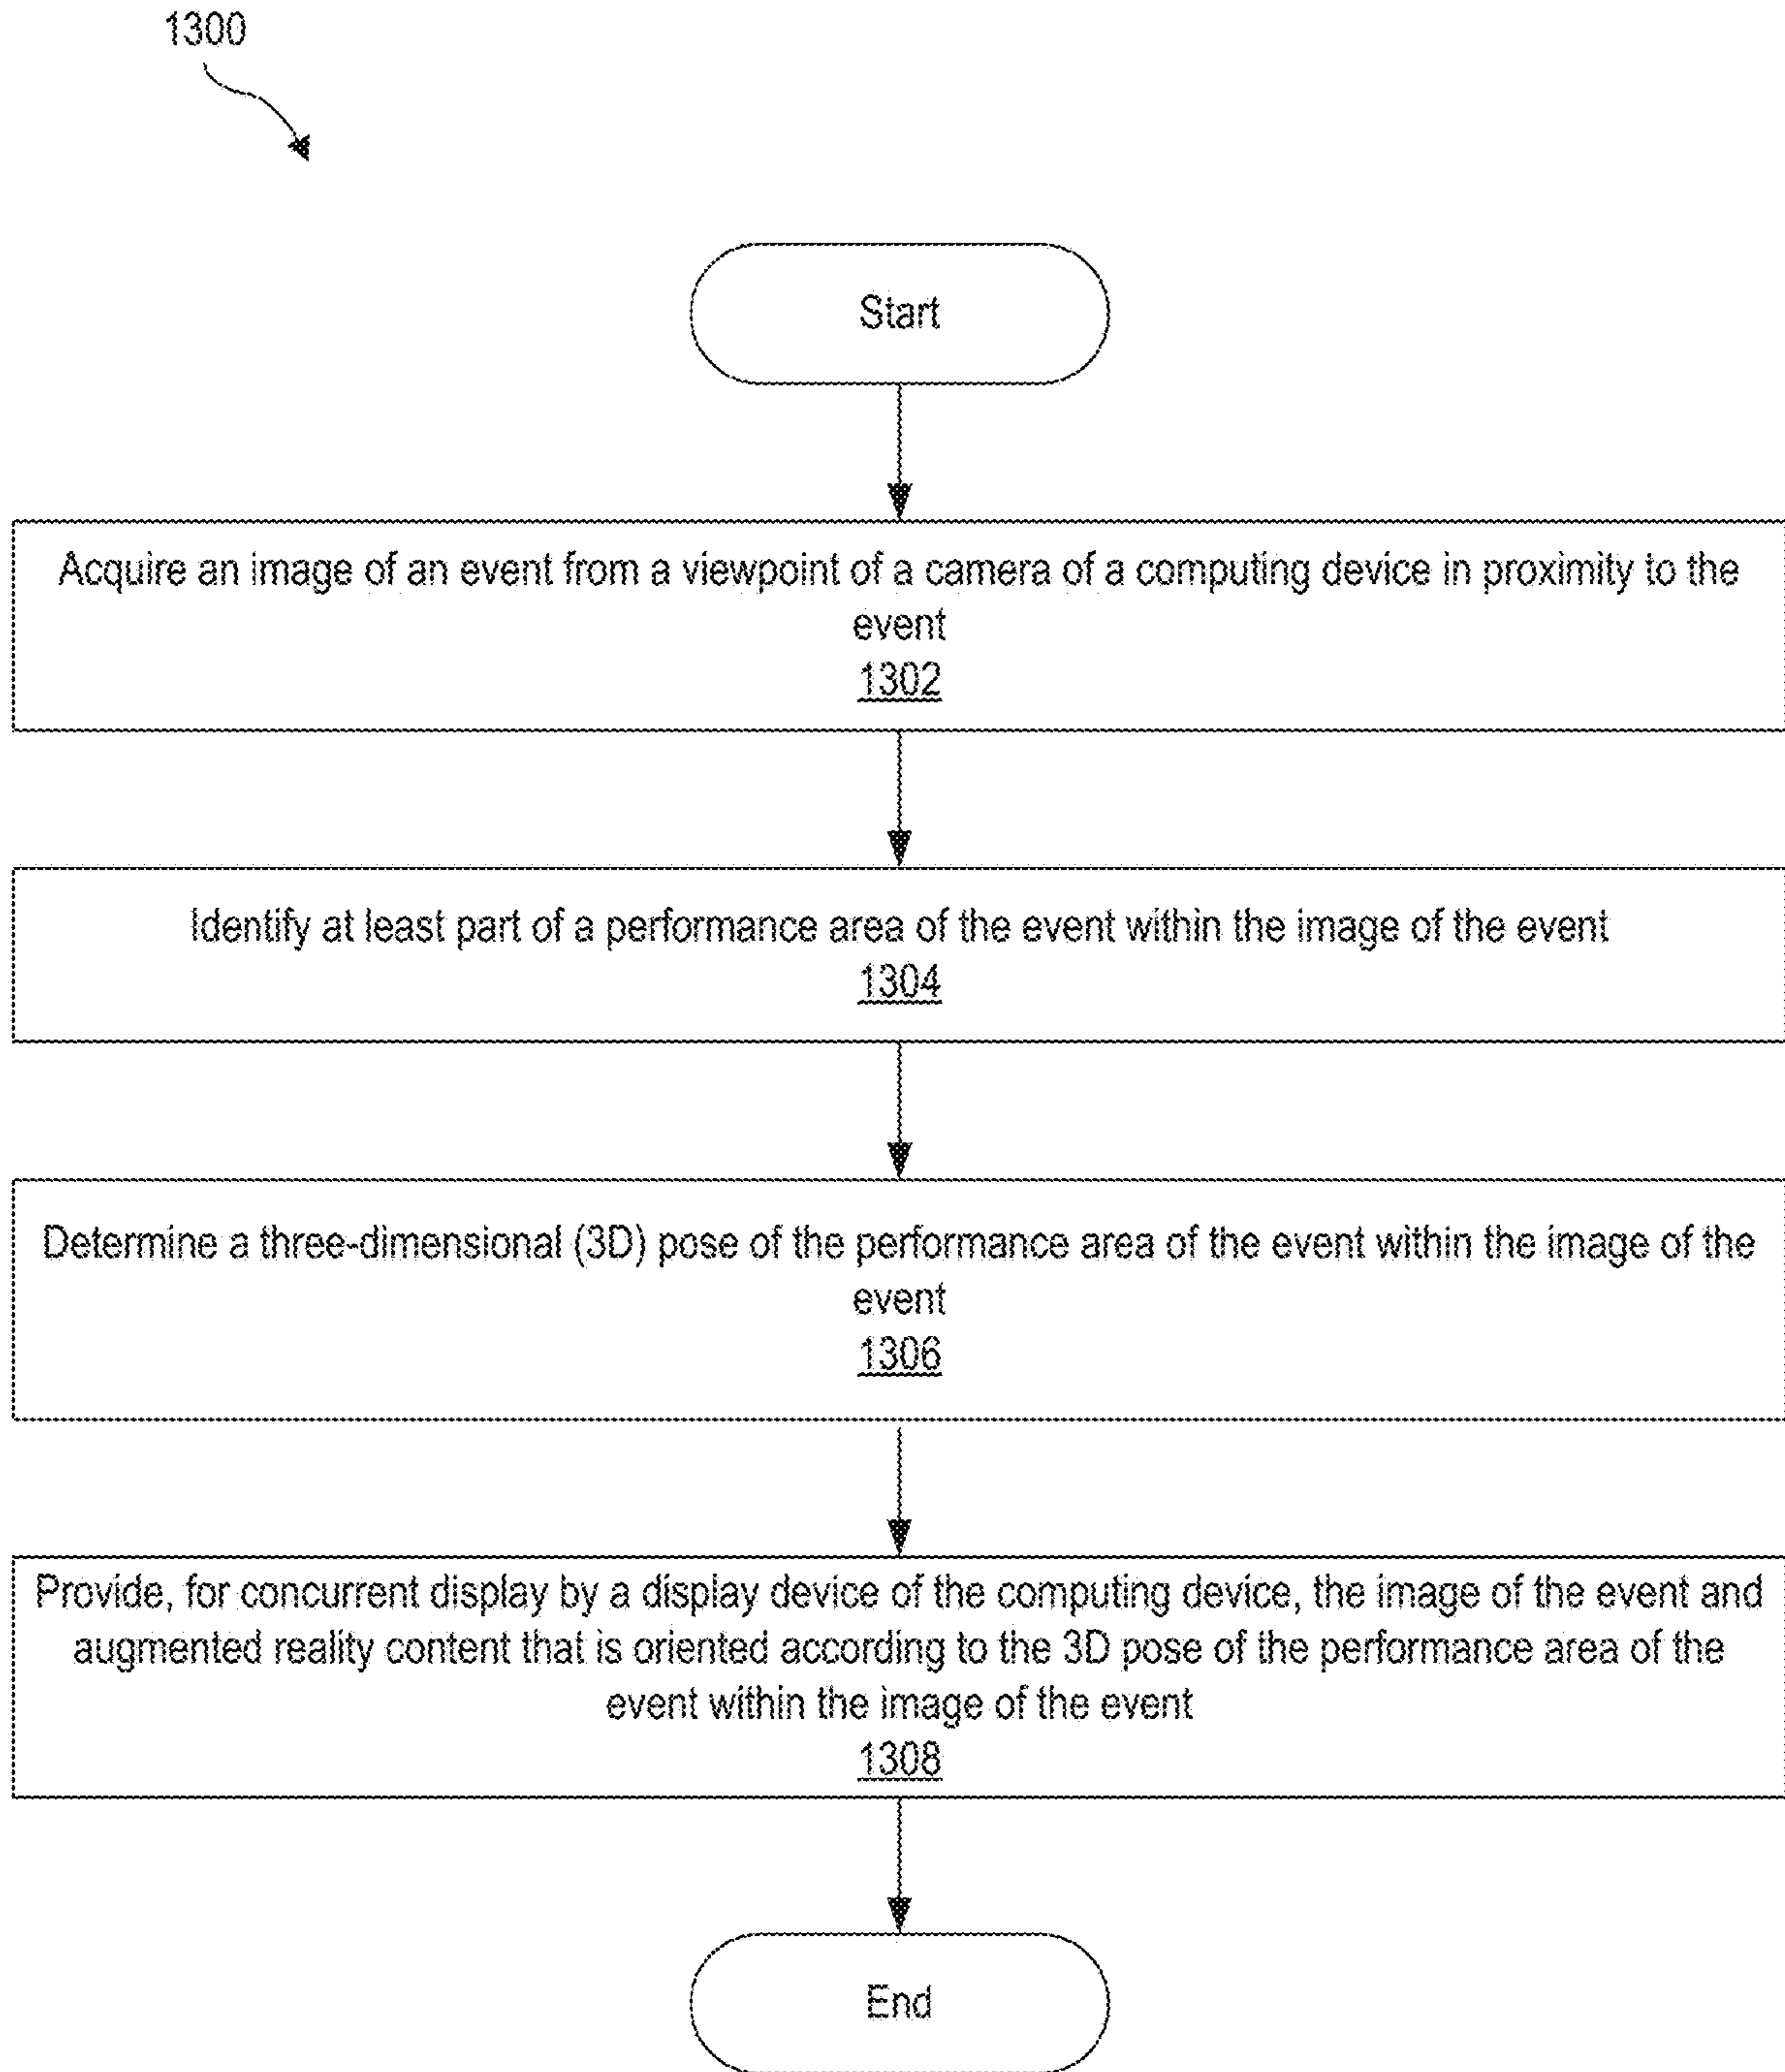 1300
Start
Acquire an image of an event from a viewpoint of a camera of a computing device in proximity to the
event
1302
Identify at least part of a performance area of the event within the image of the event
1304
Determine a three-dimensional (3D) pose of the performance area of the event within the image of the
event
1306
Provide, for concurrent display by a display device of the computing device, the image of the event and
augmented reality content that is oriented according to the 3D pose of the performance area of the
event within the image of the event
1308
End